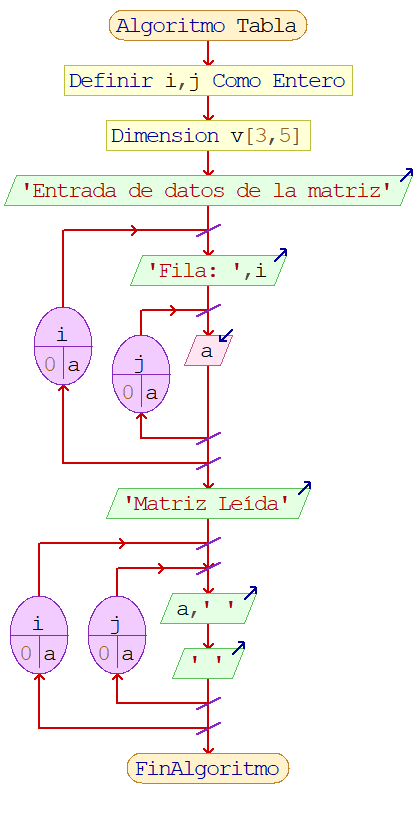 Algoritmo Tabla
Definir i,j Como Entero
Dimension v[3,5]
'Entrada de datos de la matriz'
'Fila: ',i
i
0 a
j
0 a
a
'Matriz Leída'
i
0 a
j
0 a
a,' '
' '
FinAlgoritmo